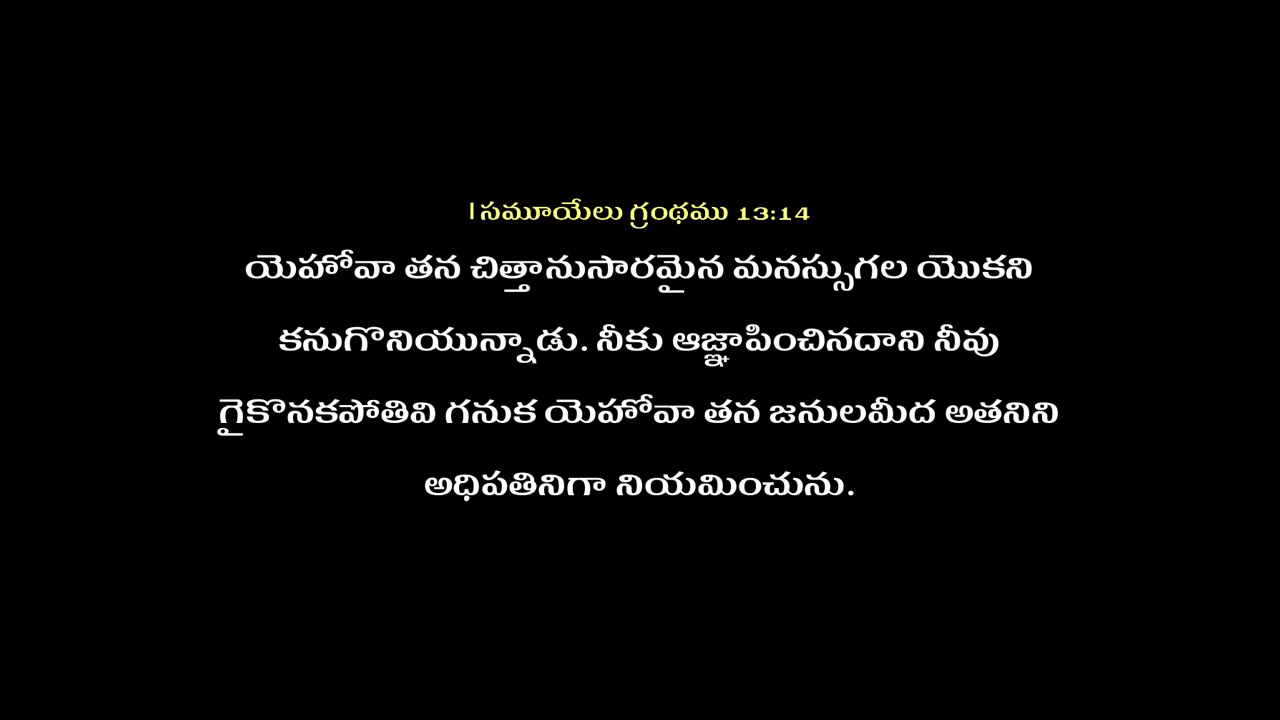 I సమూయేలు గ్రంథము 13:14
యెహోవా తన చిత్తానుసారమైన మనస్సుగల యొకని
కనుగొనియున్నాడు. నీకు ఆజ్ఞాపించినదాని నీవు
గైకొనకపోతివి గనుక యెహోవా తన జనులమీద అతనిని
అధిపతినిగా నియమించును.